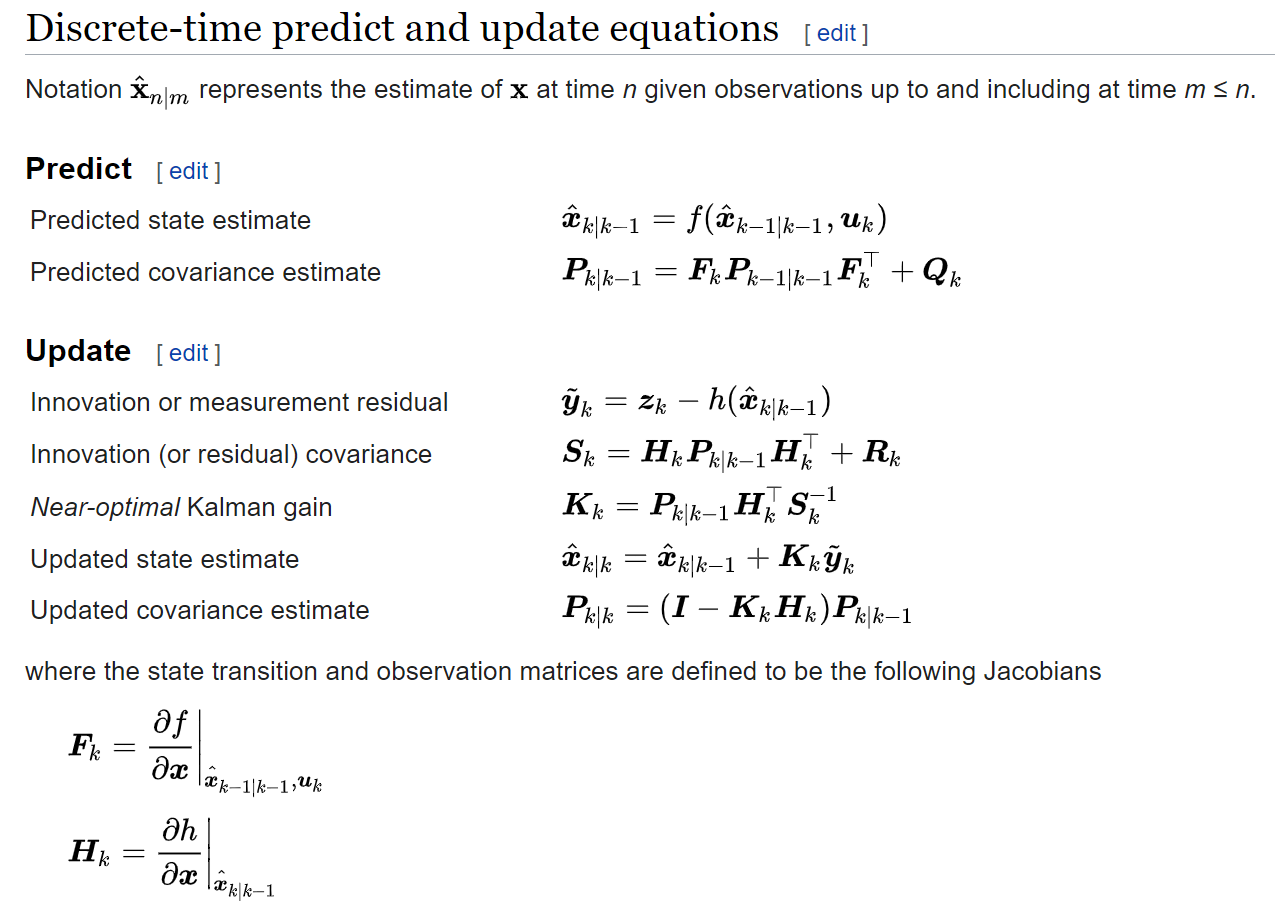 Discrete-time predict and update equations [ edit ]
Notation $\hat{\mathbf{x}}_{n|m}$ represents the estimate of $\mathbf{x}$ at time n given observations up to and including at time m ≤ n.
Predict [ edit ]
Predicted state estimate $\hat{\boldsymbol{x}}_{k|k-1} = f(\hat{\boldsymbol{x}}_{k-1|k-1}, \boldsymbol{u}_k)$
Predicted covariance estimate $\boldsymbol{P}_{k|k-1} = \boldsymbol{F}_k \boldsymbol{P}_{k-1|k-1} \boldsymbol{F}_k^\top + \boldsymbol{Q}_k$
Update [ edit ]
Innovation or measurement residual $\tilde{\boldsymbol{y}}_k = \boldsymbol{z}_k - h(\hat{\boldsymbol{x}}_{k|k-1})$
Innovation (or residual) covariance $\boldsymbol{S}_k = \boldsymbol{H}_k \boldsymbol{P}_{k|k-1} \boldsymbol{H}_k^\top + \boldsymbol{R}_k$
Near-optimal Kalman gain $\boldsymbol{K}_k = \boldsymbol{P}_{k|k-1} \boldsymbol{H}_k^\top \boldsymbol{S}_k^{-1}$
Updated state estimate $\hat{\boldsymbol{x}}_{k|k} = \hat{\boldsymbol{x}}_{k|k-1} + \boldsymbol{K}_k \tilde{\boldsymbol{y}}_k$
Updated covariance estimate $\boldsymbol{P}_{k|k} = (\boldsymbol{I} - \boldsymbol{K}_k \boldsymbol{H}_k) \boldsymbol{P}_{k|k-1}$
where the state transition and observation matrices are defined to be the following Jacobians
$\boldsymbol{F}_k = \left. \frac{\partial f}{\partial \boldsymbol{x}} \right|_{\hat{\boldsymbol{x}}_{k-1|k-1}, \boldsymbol{u}_k}$
$\boldsymbol{H}_k = \left. \frac{\partial h}{\partial \boldsymbol{x}} \right|_{\hat{\boldsymbol{x}}_{k|k-1}}$